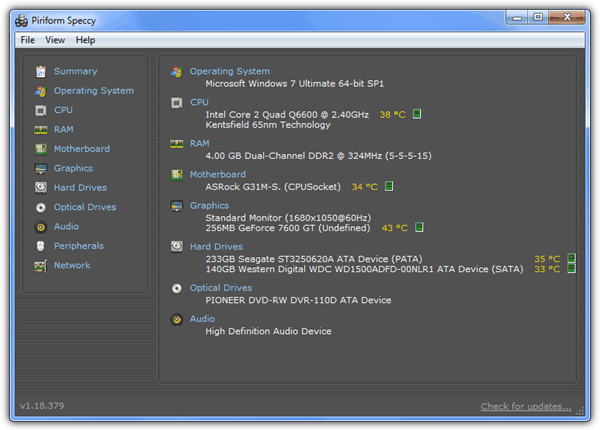 Piriform Speccy
File View Help
Summary
Operating System
CPU
RAM
Motherboard
Graphics
Hard Drives
Optical Drives
Audio
Peripherals
Network
Operating System
Microsoft Windows 7 Ultimate 64-bit SP1
CPU
Intel Core 2 Quad Q6600 @ 2.40GHz 38 °C
Kentsfield 65nm Technology
RAM
4.00 GB Dual-Channel DDR2 @ 324MHz (5-5-5-15)
Motherboard
ASRock G31M-S. (CPUSocket) 34 °C
Graphics
Standard Monitor (1680x1050@60Hz)
256MB GeForce 7600 GT (Undefined) 43 °C
Hard Drives
233GB Seagate ST3250620A ATA Device (PATA) 35 °C
140GB Western Digital WDC WD1500ADFD-00NLR1 ATA Device (SATA) 33 °C
Optical Drives
PIONEER DVD-RW DVR-110D ATA Device
Audio
High Definition Audio Device
v1.18.379
Check for updates...